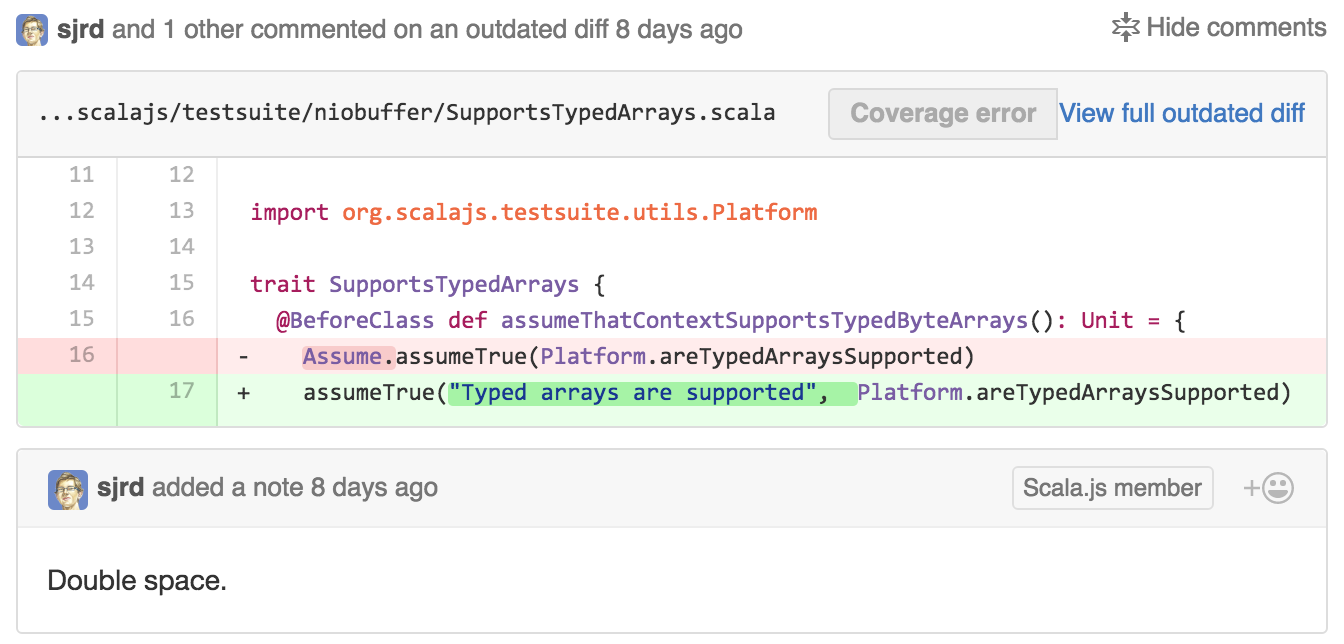 sjrd and 1 other commented on an outdated diff 8 days ago Hide comments
...scalajs/testsuite/niobuffer/SupportsTypedArrays.scala Coverage error View full outdated diff
11 12
12 13 import org.scalajs.testsuite.utils.Platform
13 14
14 15 trait SupportsTypedArrays {
15 16 @BeforeClass def assumeThatContextSupportsTypedByteArrays(): Unit = {
16 - Assume.assumeTrue(Platform.areTypedArraysSupported)
17 + assumeTrue("Typed arrays are supported",  Platform.areTypedArraysSupported)
sjrd added a note 8 days ago Scala.js member +
Double space.